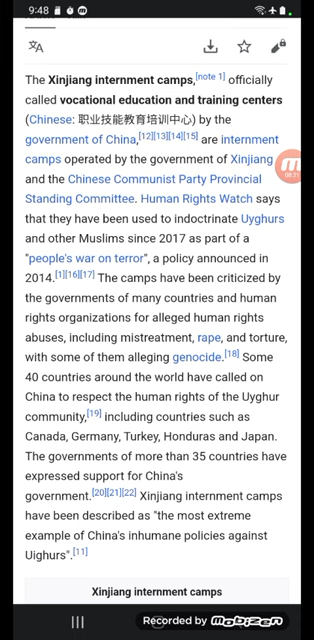 9:48
The Xinjiang internment camps,[note 1] officially
called vocational education and training centers
(Chinese: 职业技能教育培训中心) by the
government of China,[12][13][14][15] are internment
camps operated by the government of Xinjiang
and the Chinese Communist Party Provincial
Standing Committee. Human Rights Watch says
that they have been used to indoctrinate Uyghurs
and other Muslims since 2017 as part of a
"people's war on terror", a policy announced in
2014.[1][16][17] The camps have been criticized by
the governments of many countries and human
rights organizations for alleged human rights
abuses, including mistreatment, rape, and torture,
with some of them alleging genocide.[18] Some
40 countries around the world have called on
China to respect the human rights of the Uyghur
community,[19] including countries such as
Canada, Germany, Turkey, Honduras and Japan.
The governments of more than 35 countries have
expressed support for China's
government.[20][21][22] Xinjiang internment camps
have been described as "the most extreme
example of China's inhumane policies against
Uighurs".[11]
Xinjiang internment camps
Recorded by Mobizen